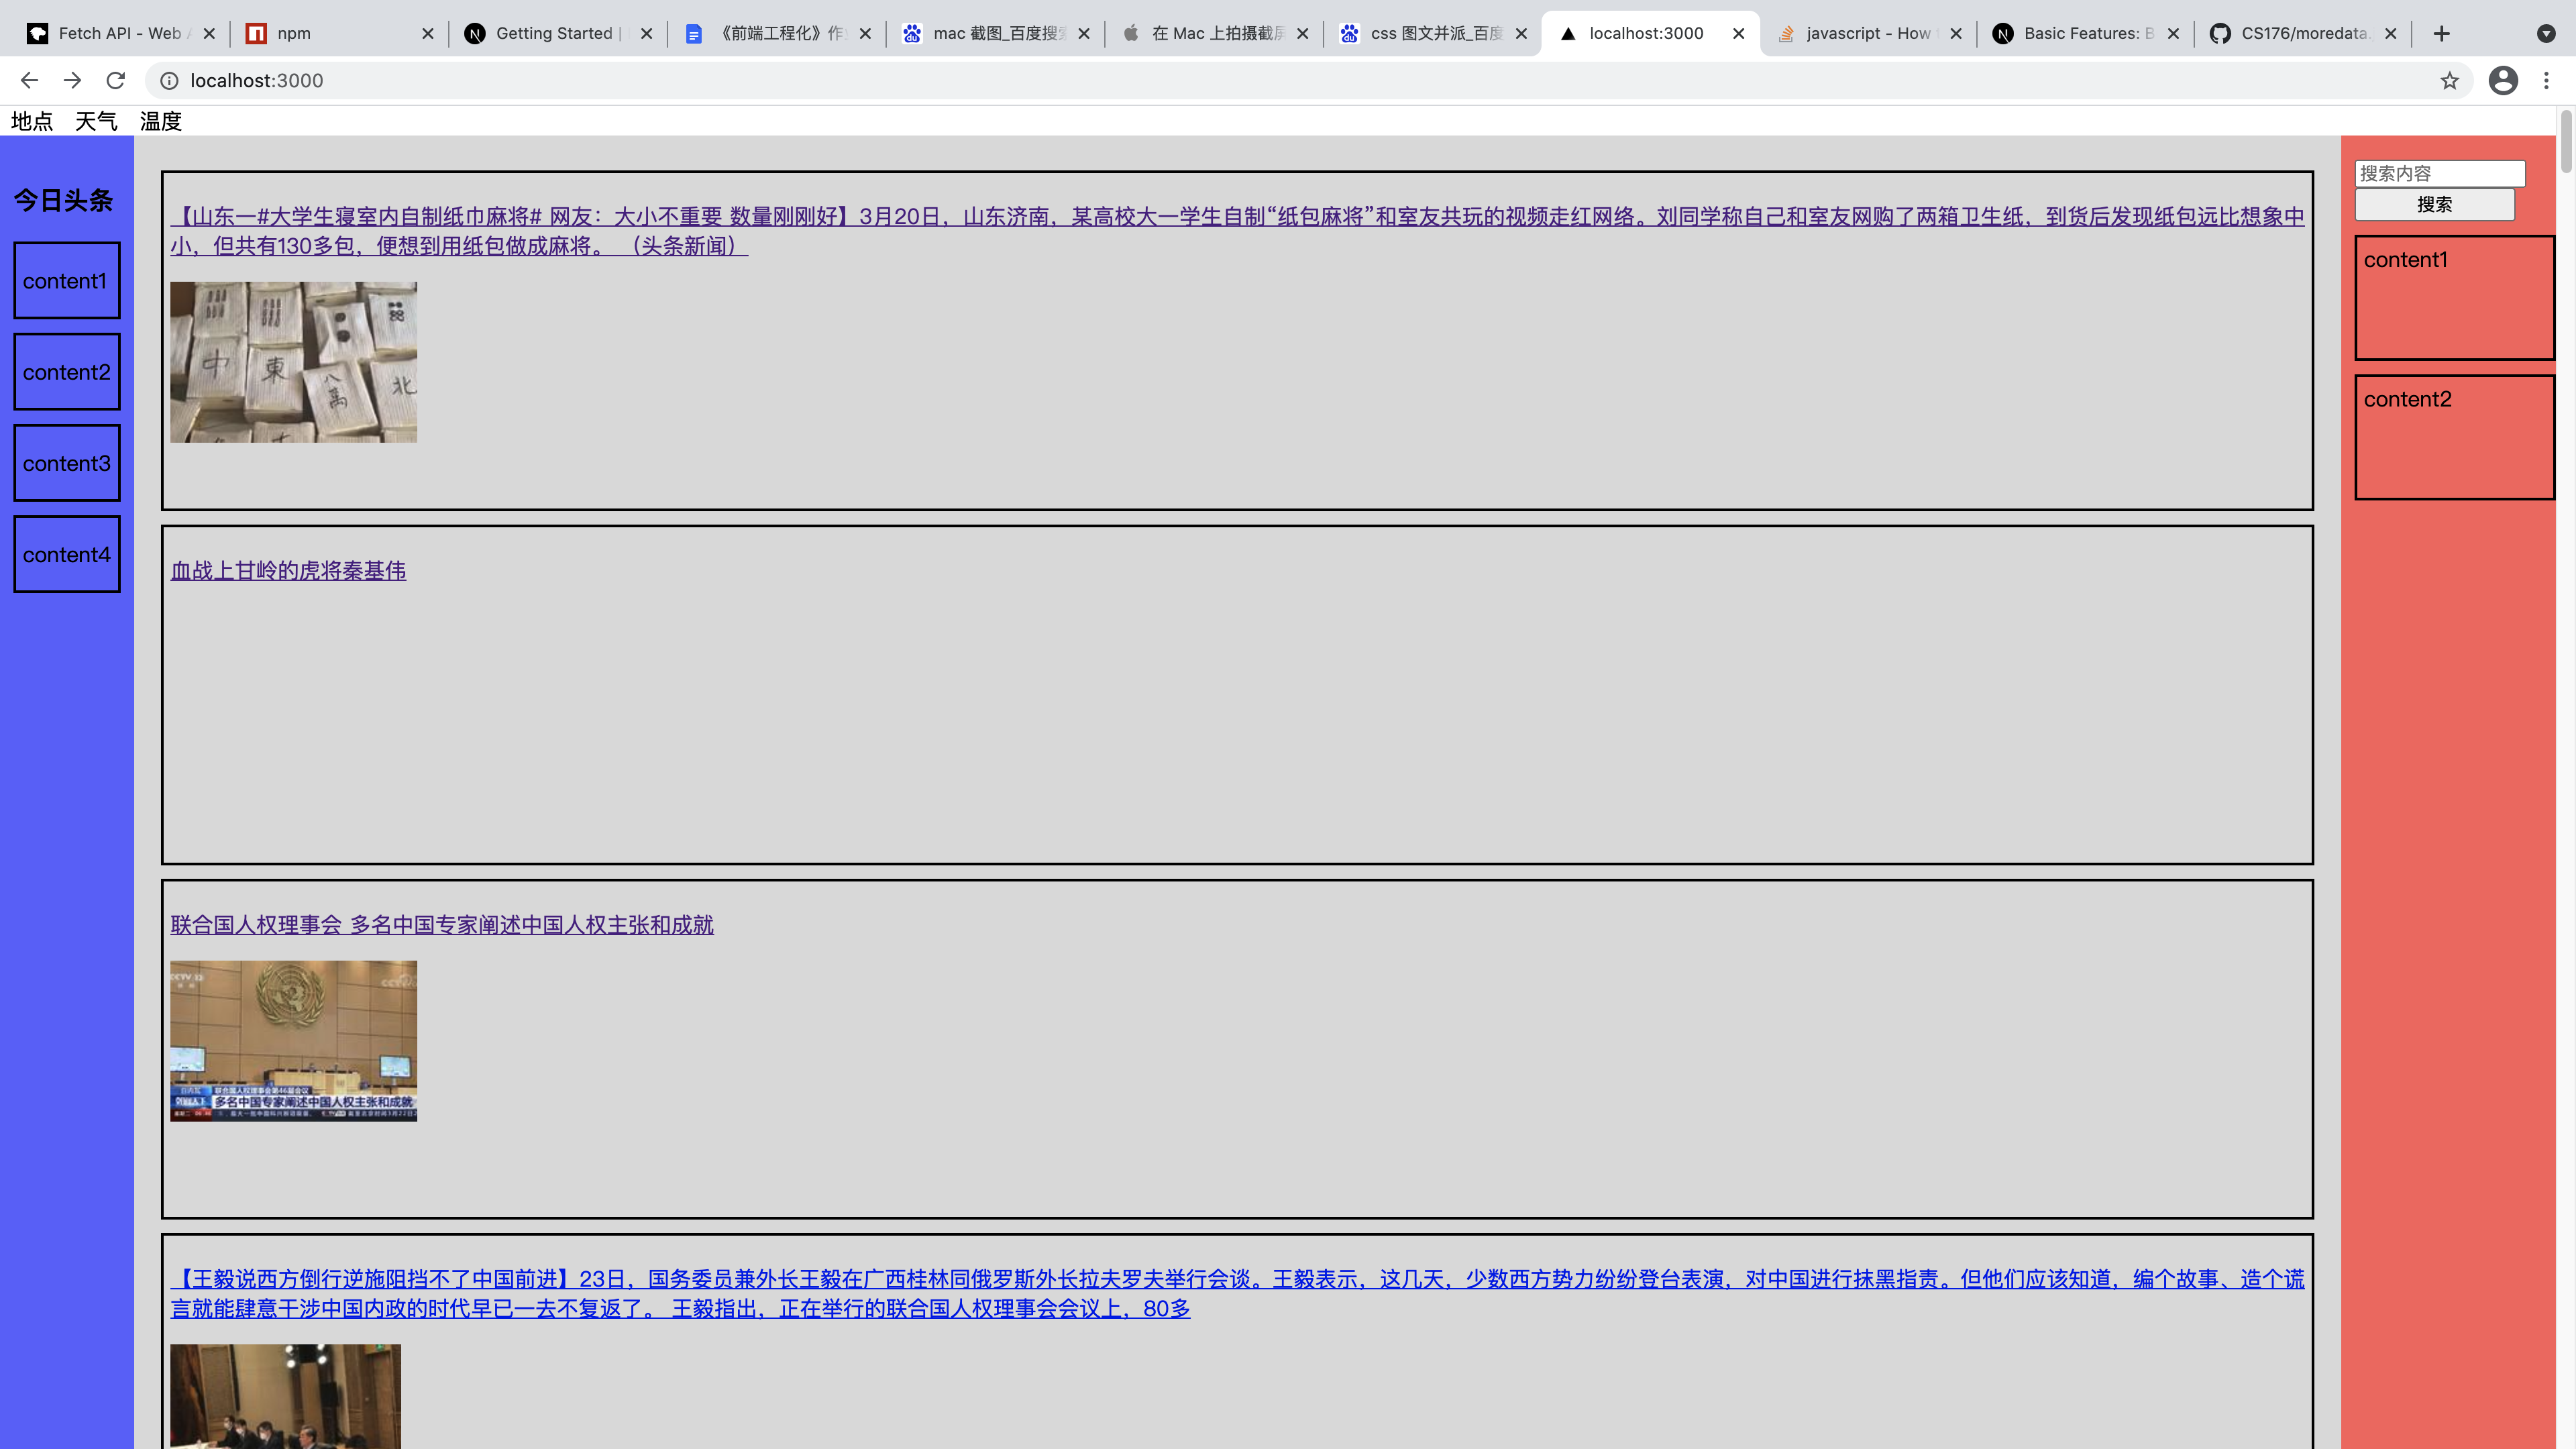 Fetch API - Web
npm
Getting Started |
《前端工程化》作
mac 截图_百度搜
在 Mac 上拍摄截屏
css 图文并派_百度
localhost:3000
javascript - How
Basic Features: B
CS176/moredata.
localhost:3000
地点 天气 温度
今日头条
content1
content2
content3
content4
【山东一#大学生寝室内自制纸巾麻将# 网友：大小不重要 数量刚刚好】3月20日，山东济南，某高校大一学生自制“纸包麻将”和室友共玩的视频走红网络。刘同学称自己和室友网购了两箱卫生纸，到货后发现纸包远比想象中
小，但共有130多包，便想到用纸包做成麻将。 （头条新闻）
中 東 八萬 北
血战上甘岭的虎将秦基伟
联合国人权理事会 多名中国专家阐述中国人权主张和成就
联合国人权理事会第46届会议
多名中国专家阐述中国人权主张和成就
【王毅说西方倒行逆施阻挡不了中国前进】23日，国务委员兼外长王毅在广西桂林同俄罗斯外长拉夫罗夫举行会谈。王毅表示，这几天，少数西方势力纷纷登台表演，对中国进行抹黑指责。但他们应该知道，编个故事、造个谎
言就能肆意干涉中国内政的时代早已一去不复返了。 王毅指出，正在举行的联合国人权理事会会议上，80多
搜索内容
搜索
content1
content2